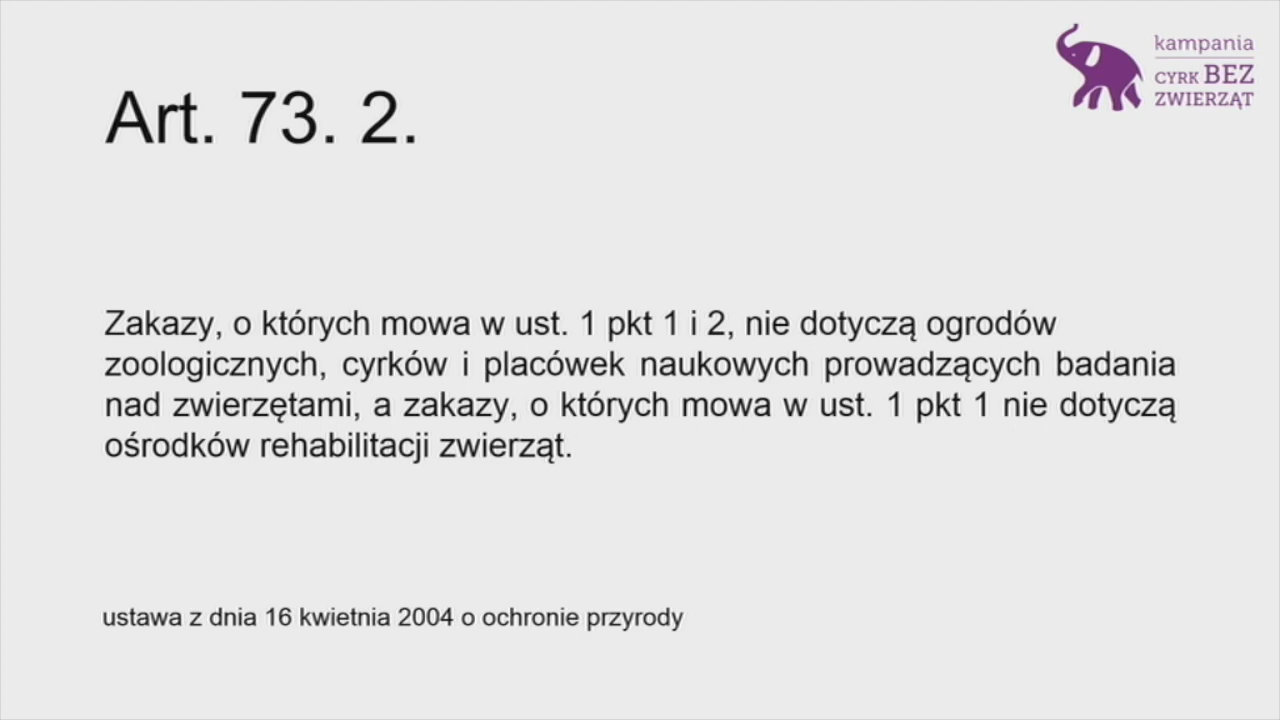 kampania
CYRK BEZ
ZWIERZĄT
Art. 73. 2.
Zakazy, o których mowa w ust. 1 pkt 1 i 2, nie dotyczą ogrodów
zoologicznych, cyrków i placówek naukowych prowadzących badania
nad zwierzętami, a zakazy, o których mowa w ust. 1 pkt 1 nie dotyczą
ośrodków rehabilitacji zwierząt.
ustawa z dnia 16 kwietnia 2004 o ochronie przyrody